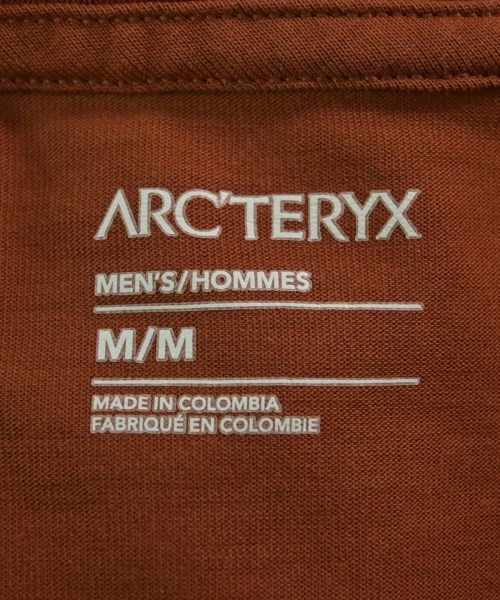 ARC'TERYX
MEN'S/HOMMES
M/M
MADE IN COLOMBIA
FABRIQUÉ EN COLOMBIE